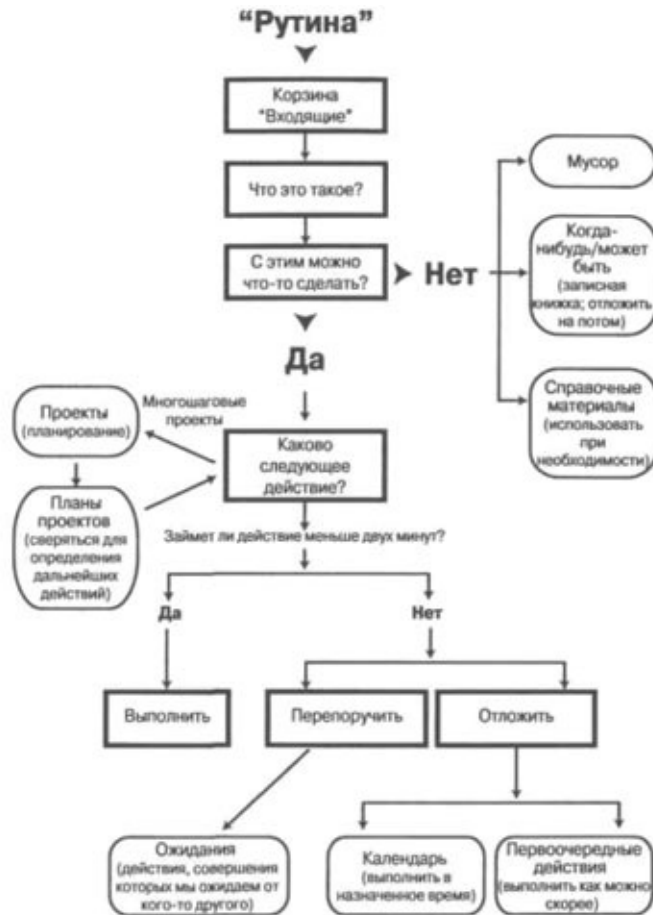 “Рутина”
Корзина
"Входящие"
Что это такое?
С этим можно
что-то сделать?
Нет
Мусор
Когда-
нибудь/может
быть
(записная
книжка; отложить
на потом)
Справочные
материалы
(использовать
при
необходимости)
Да
Многошаговые
проекты
Проекты
(планирование)
Планы
проектов
(сверяться для
определения
дальнейших
действий)
Каково
следующее
действие?
Займет ли действие меньше двух минут?
Да
Нет
Выполнить
Перепоручить
Отложить
Ожидания
(действия, совершения
которых мы ожидаем от
кого-то другого)
Календарь
(выполнить в
назначенное время)
Первоочередные
действия
(выполнить как можно
скорее)